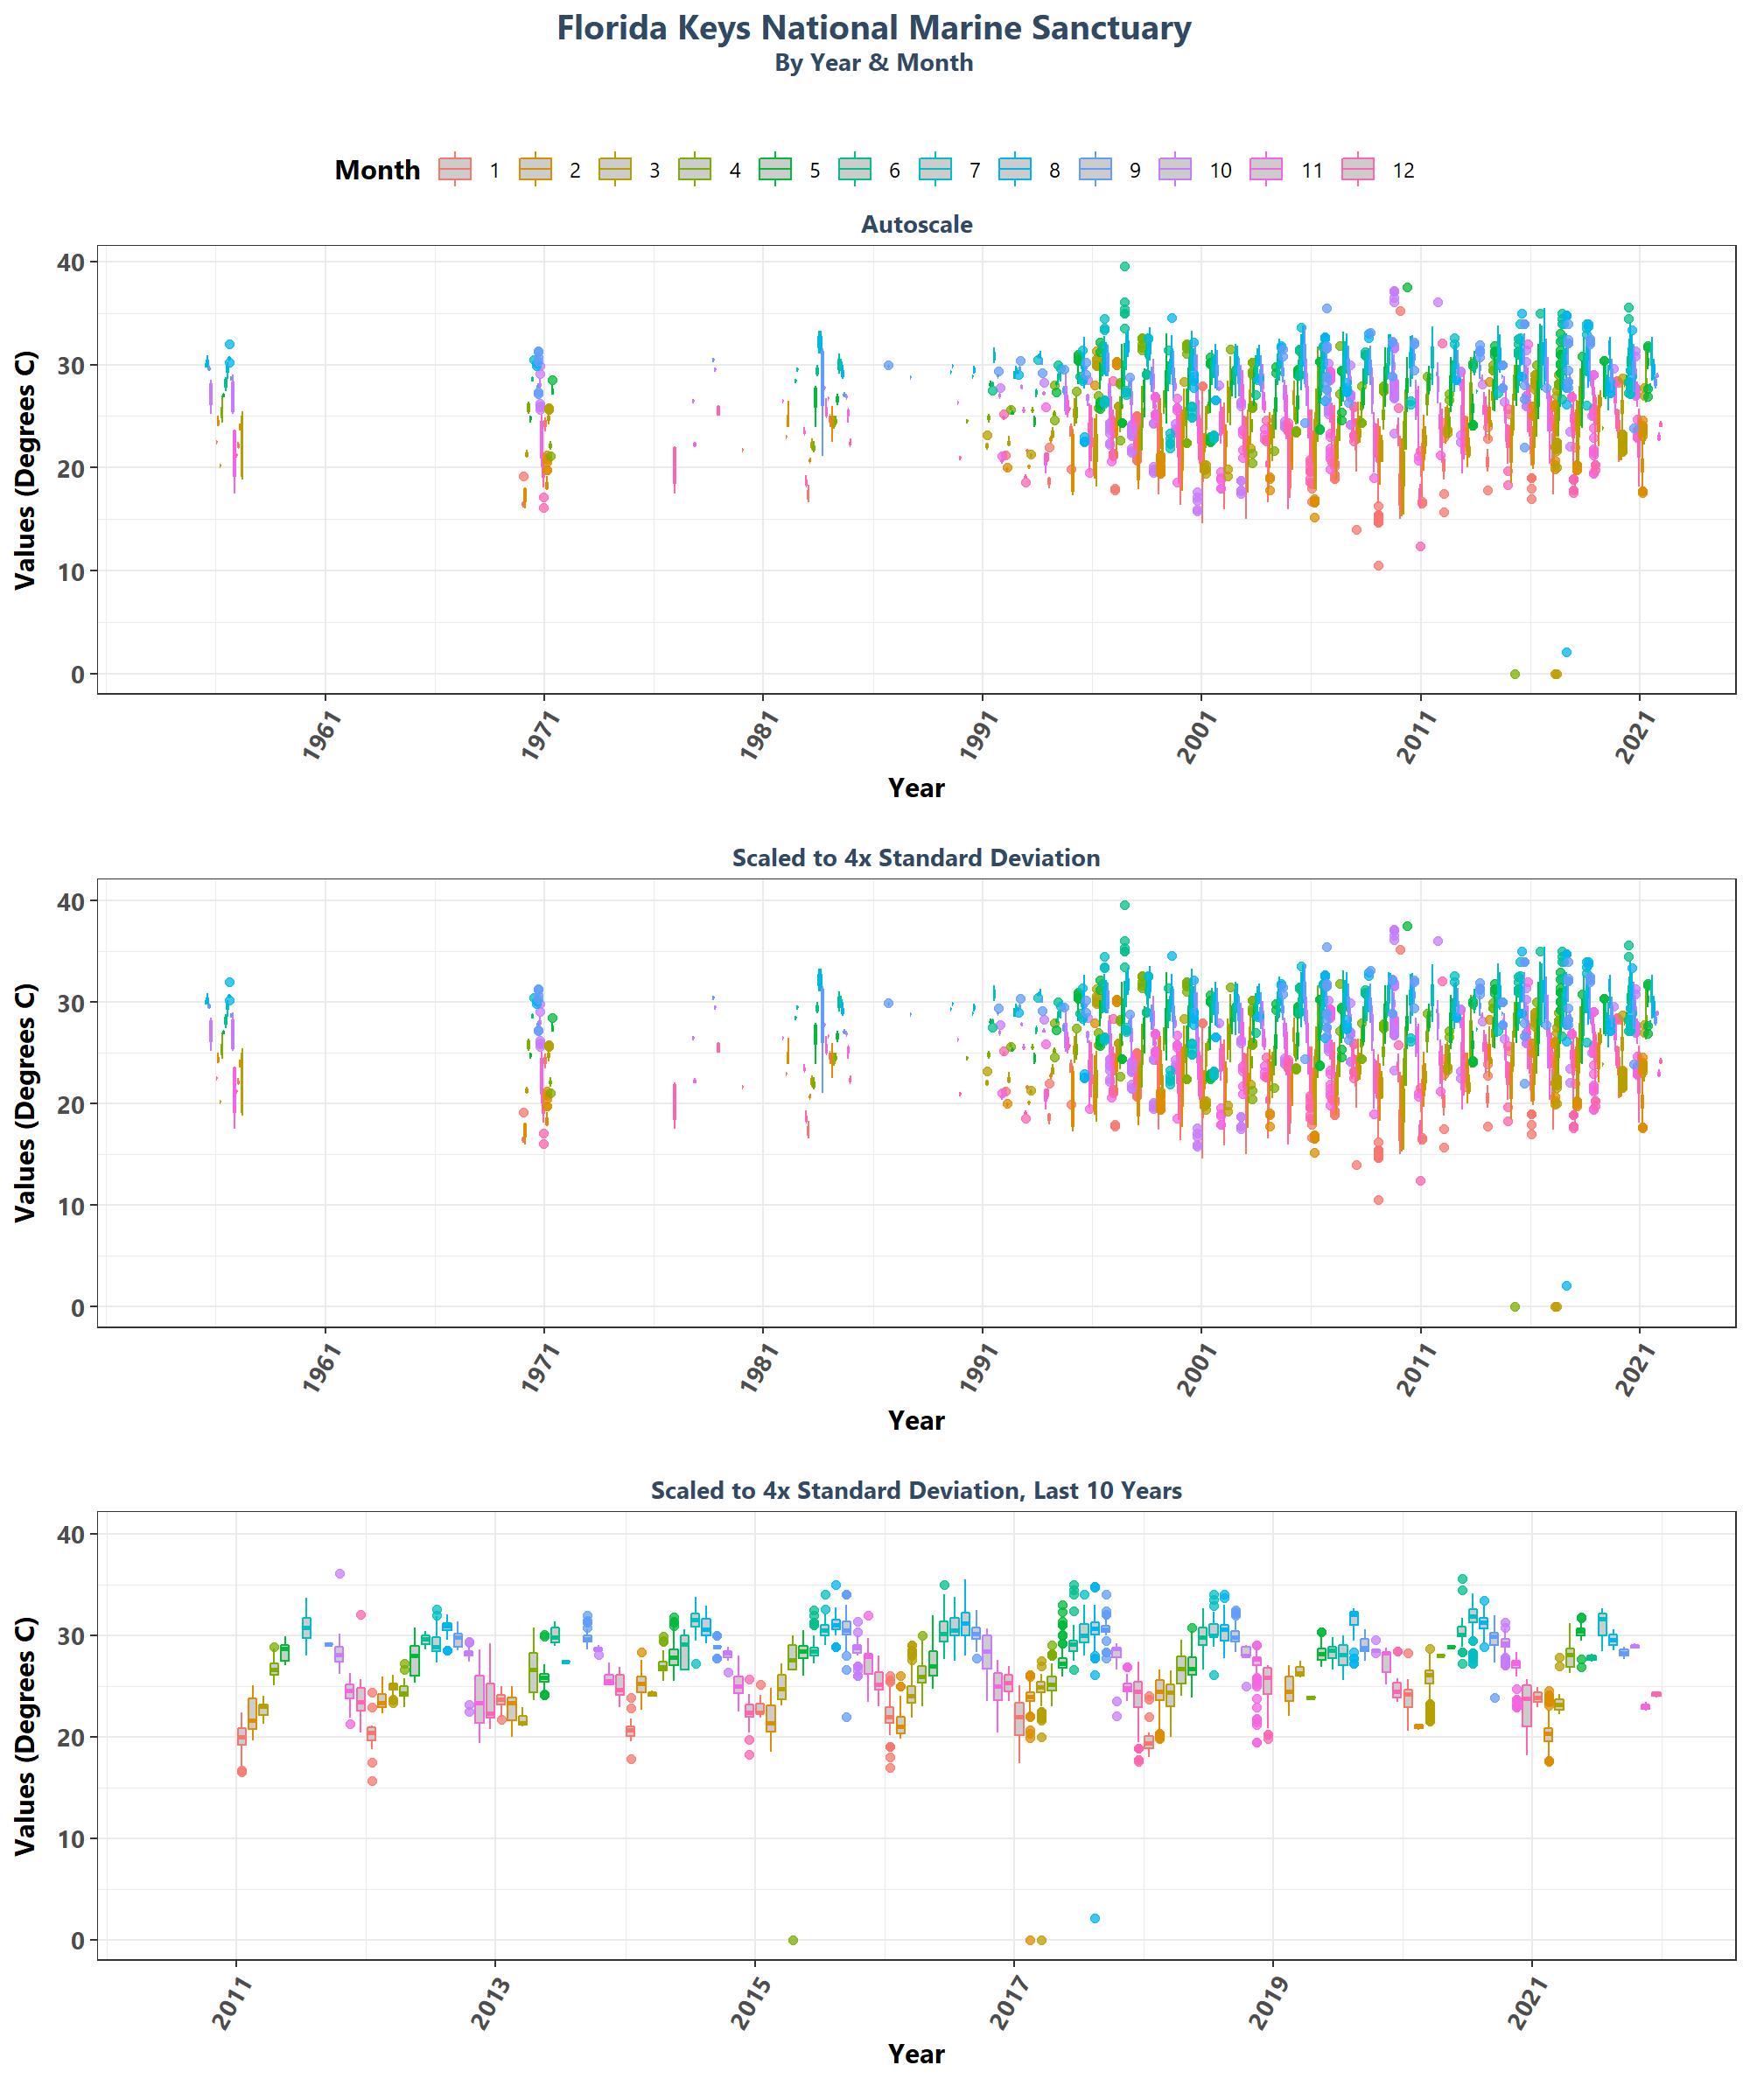 Florida Keys National Marine Sanctuary
By Year & Month
Month 1 2 3 4 5 6 7 8 9 10 11 12
Autoscale
Values (Degrees C)
40
30
20
10
0
1961 1971 1981 1991 2001 2011 2021
Year
Scaled to 4x Standard Deviation
Values (Degrees C)
40
30
20
10
0
1961 1971 1981 1991 2001 2011 2021
Year
Scaled to 4x Standard Deviation, Last 10 Years
Values (Degrees C)
40
30
20
10
0
2011 2013 2015 2017 2019 2021
Year